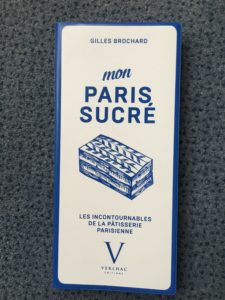 GILLES BROCHARD
mon
PARIS
SUCRÉ
LES INCONTOURNABLES
DE LA PÂTISSERIE
PARISIENNE
V
VERLHAC
ÉDITIONS